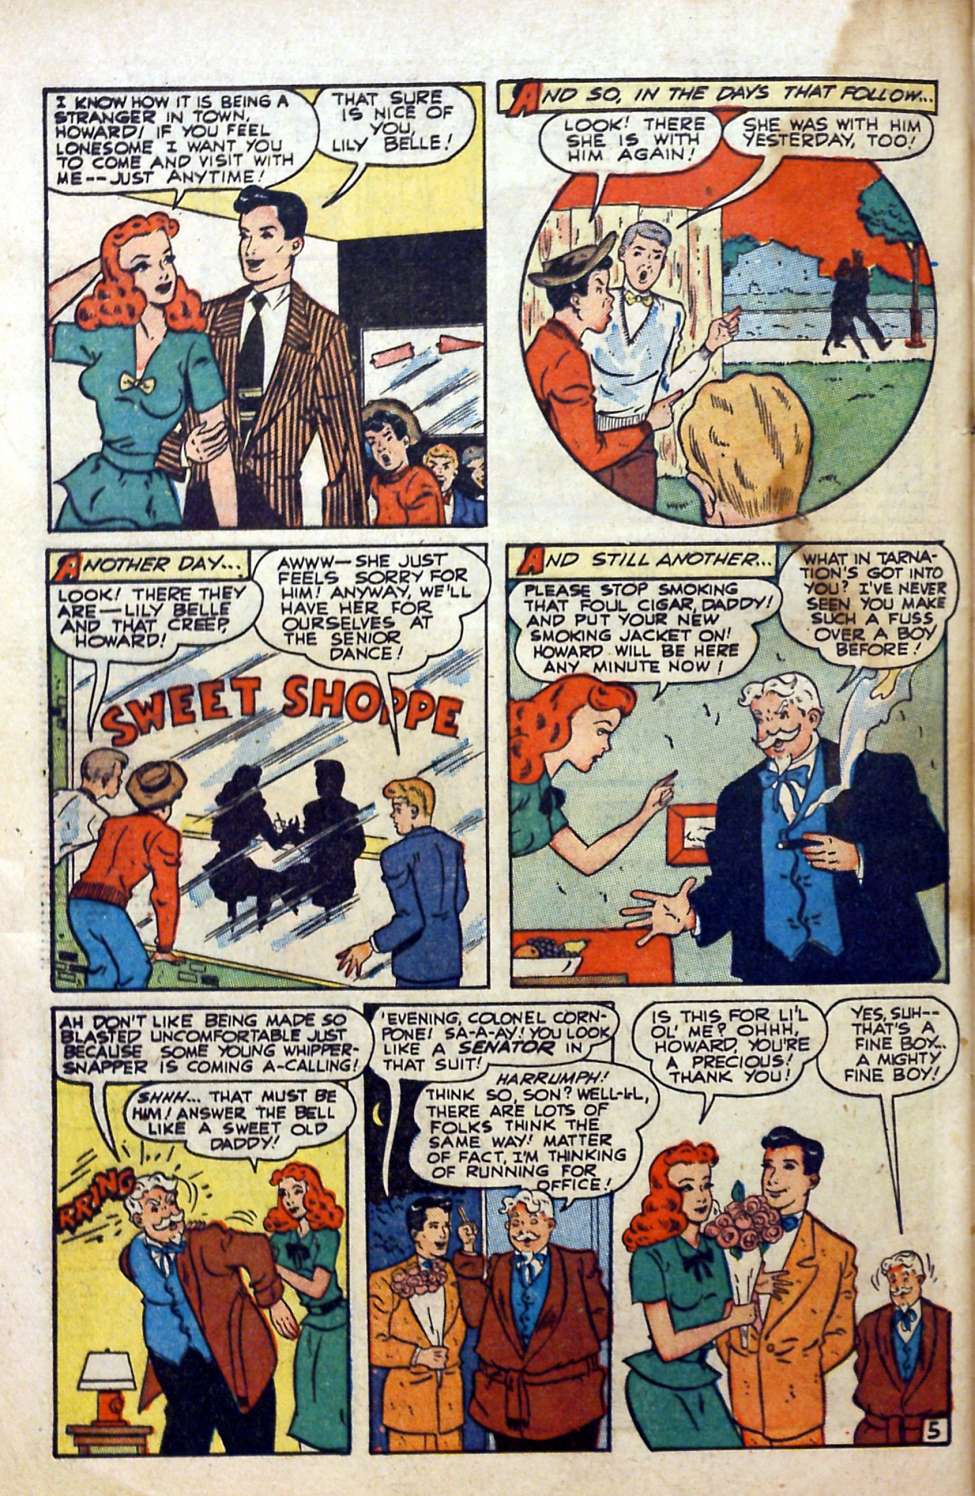 I KNOW HOW IT IS BEING A
STRANGER IN TOWN,
HOWARD! IF YOU FEEL
LONESOME I WANT YOU
TO COME AND VISIT WITH
ME--JUST ANYTIME!
THAT SURE
IS NICE OF
YOU,
LILY BELLE!
AND SO, IN THE DAYS THAT FOLLOW...
LOOK! THERE
SHE IS WITH
HIM AGAIN!
SHE WAS WITH HIM
YESTERDAY, TOO!
ANOTHER DAY...
LOOK! THERE THEY
ARE--LILY BELLE
AND THAT CREEP,
HOWARD!
AWWW--SHE JUST
FEELS SORRY FOR
HIM! ANYWAY, WE'LL
HAVE HER FOR
OURSELVES AT
THE SENIOR
DANCE!
SWEET SHOPPE
AND STILL ANOTHER...
PLEASE STOP SMOKING
THAT FOUL CIGAR, DADDY!
AND PUT YOUR NEW
SMOKING JACKET ON!
HOWARD WILL BE HERE
ANY MINUTE NOW!
WHAT IN TARNA-
TION'S GOT INTO
YOU? I'VE NEVER
SEEN YOU MAKE
SUCH A FUSS
OVER A BOY
BEFORE!
AH DON'T LIKE BEING MADE SO
BLASTED UNCOMFORTABLE JUST
BECAUSE SOME YOUNG WHIPPER-
SNAPPER IS COMING A-CALLING!
SHHH... THAT MUST BE
HIM! ANSWER THE BELL
LIKE A SWEET OLD
DADDY!
R-R-RING
'EVENING, COLONEL CORN-
PONE! SA-A-AY! YOU LOOK
LIKE A SENATOR IN
THAT SUIT!
HARRUMPH!
THINK SO, SON? WELL-L-L,
THERE ARE LOTS OF
FOLKS THINK THE
SAME WAY! MATTER
OF FACT, I'M THINKING
OF RUNNING FOR
OFFICE!
IS THIS FOR LI'L
OL' ME? OHHH,
HOWARD, YOU'RE
A PRECIOUS!
THANK YOU!
YES, SUH--
THAT'S A
FINE BOY...
A MIGHTY
FINE BOY!
5